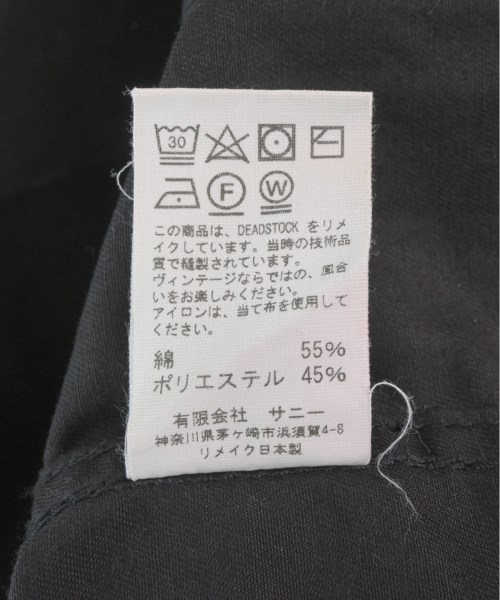 30
F W
この商品は、DEADSTOCK をリメ
イクしています。当時の技術品
質で縫製されています。
ヴィンテージならではの、風合
いをお楽しみください。
アイロンは、当て布を使用して
ください。
綿 55%
ポリエステル 45%
有限会社 サニー
神奈川県茅ヶ崎市浜須賀4-8
リメイク日本製